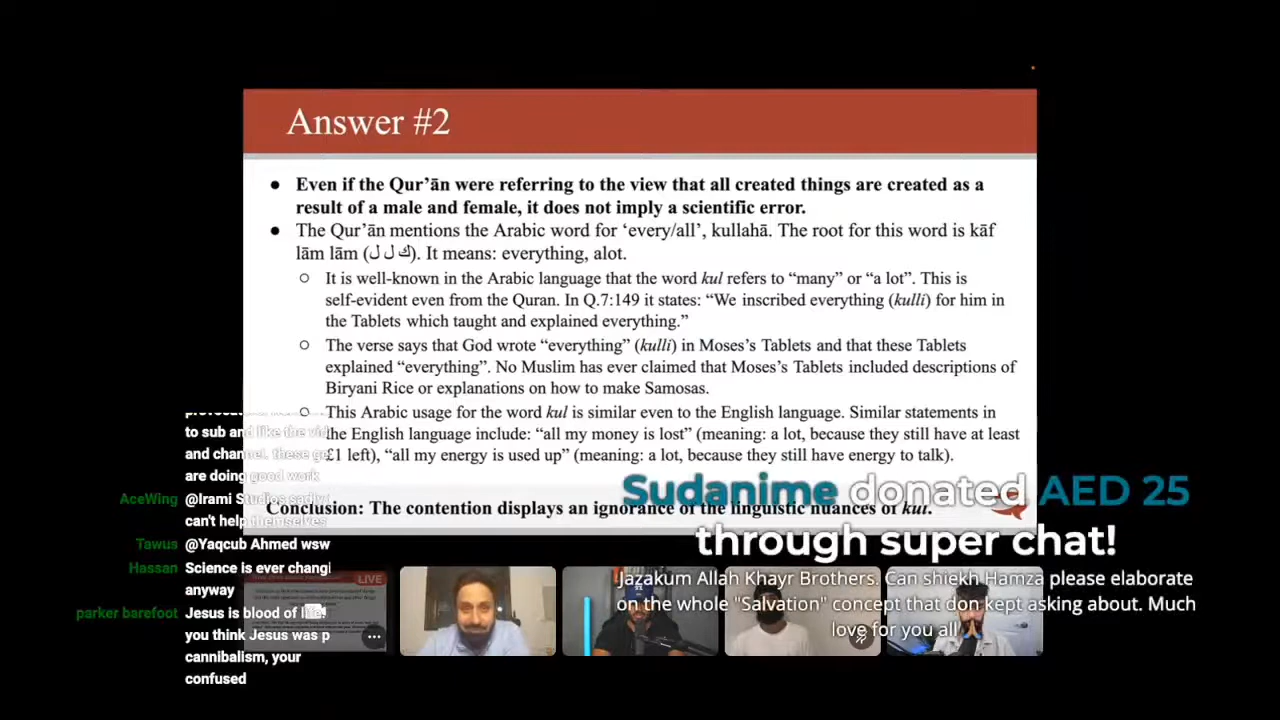 Answer #2
● Even if the Qur’ān were referring to the view that all created things are created as a
result of a male and female, it does not imply a scientific error.
● The Qur’ān mentions the Arabic word for ‘every/all’, kullahā. The root for this word is kāf
lām lām (ك ل ل). It means: everything, alot.
○ It is well-known in the Arabic language that the word kul refers to “many” or “a lot”. This is
self-evident even from the Quran. In Q.7:149 it states: “We inscribed everything (kulli) for him in
the Tablets which taught and explained everything.”
○ The verse says that God wrote “everything” (kulli) in Moses’s Tablets and that these Tablets
explained “everything”. No Muslim has ever claimed that Moses’s Tablets included descriptions of
Biryani Rice or explanations on how to make Samosas.
○ This Arabic usage for the word kul is similar even to the English language. Similar statements in
the English language include: “all my money is lost” (meaning: a lot, because they still have at least
£1 left), “all my energy is used up” (meaning: a lot, because they still have energy to talk).
Conclusion: The contention displays an ignorance of the linguistic nuances of kul.
to sub and like the
and channel. these
are doing good work
AceWing @Irami Studios sadly
can't help themselves
Tawus @Yaqcub Ahmed wsw
Hassan Science is ever changi
anyway
parker barefoot Jesus is blood of life.
you think Jesus was p
cannibalism, your
confused
Sudanime donated AED 25
through super chat!
Jazakum Allah Khayr Brothers. Can shiekh Hamza please elaborate
on the whole "Salvation" concept that don kept asking about. Much
love for you all
LIVE